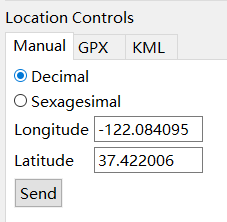 Location Controls
Manual GPX KML
Decimal
Sexagesimal
Longitude -122.084095
Latitude 37.422006
Send